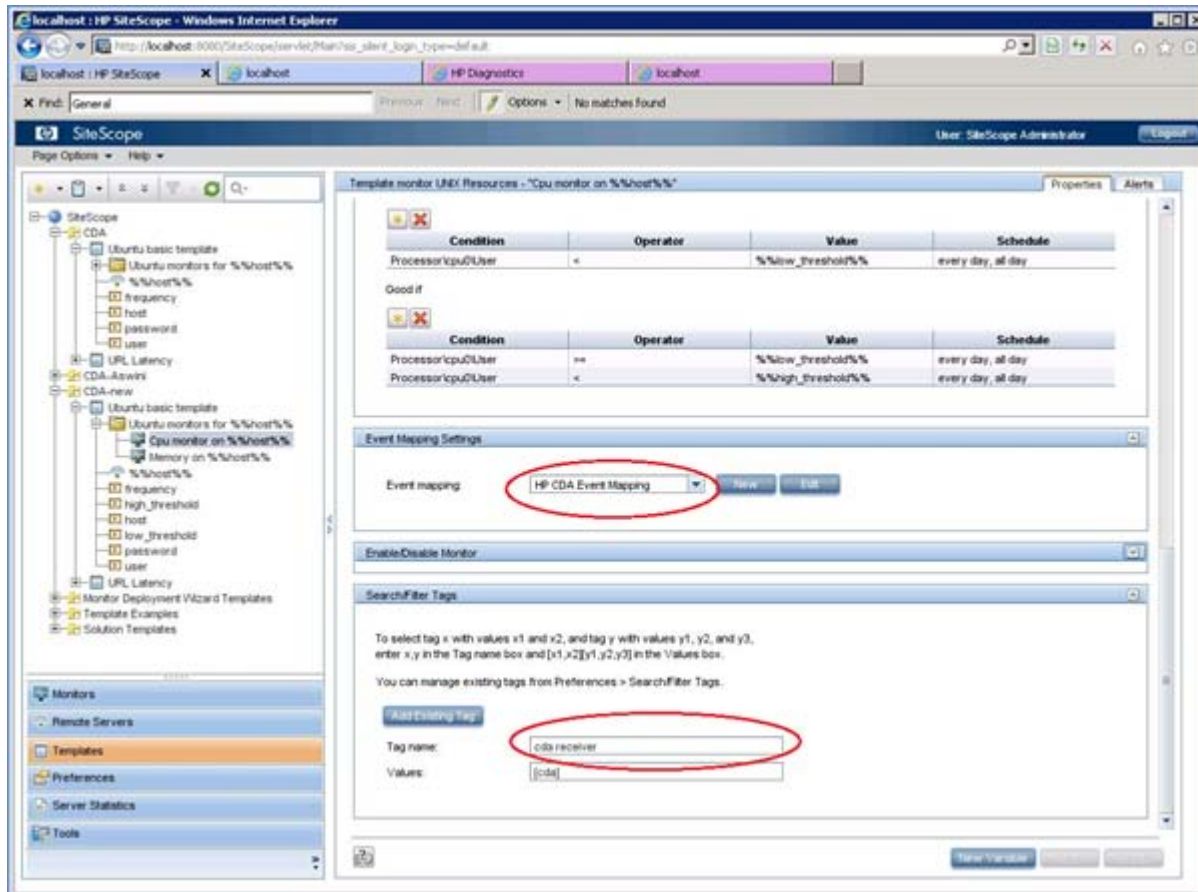 localhost : HP SiteScope - Windows Internet Explorer
http://localhost:8080/SiteScope/servlet/Main?ss_silent_login_type=default
localhost : HP SiteScope
localhost
HP Diagnostics
localhost
Find: General
Previous Next
Options
No matches found
SiteScope
User: SiteScope Administrator
Logout
Page Options
Help
SiteScope
CDA
Ubuntu basic template
Ubuntu monitors for %%host%%
%%host%%
frequency
host
password
user
URL Latency
CDA-Aswini
CDA-new
Ubuntu basic template
Ubuntu monitors for %%host%%
Cpu monitor on %%host%%
Memory on %%host%%
%%host%%
frequency
high_threshold
host
low_threshold
password
user
URL Latency
Monitor Deployment Wizard Templates
Template Examples
Solution Templates
Monitors
Remote Servers
Templates
Preferences
Server Statistics
Tools
Template monitor UNIX Resources - "Cpu monitor on %%host%%"
Properties
Alerts
Condition Operator Value Schedule
Processor\cpu0\User < %%low_threshold%% every day, all day
Good if
Condition Operator Value Schedule
Processor\cpu0\User >= %%low_threshold%% every day, all day
Processor\cpu0\User < %%high_threshold%% every day, all day
Event Mapping Settings
Event mapping: HP CDA Event Mapping New Edit
Enable/Disable Monitor
Search/Filter Tags
To select tag x with values x1 and x2, and tag y with values y1, y2, and y3,
enter x,y in the Tag name box and [x1,x2][y1,y2,y3] in the Values box.
You can manage existing tags from Preferences > Search/Filter Tags.
Add Existing Tag
Tag name: cda receiver
Values: [cda]
New Variable